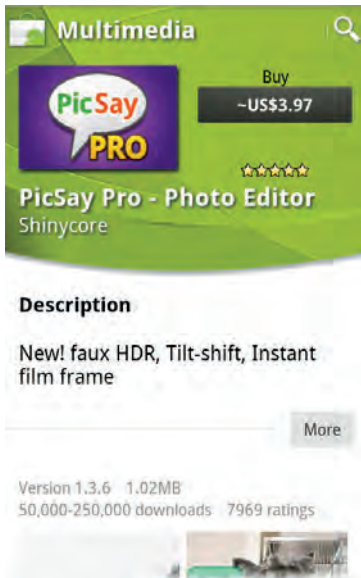 Multimedia
PicSay
PRO
Buy
~US$3.97
PicSay Pro - Photo Editor
Shinycore
Description
New! faux HDR, Tilt-shift, Instant
film frame
More
Version 1.3.6 1.02MB
50,000-250,000 downloads 7969 ratings